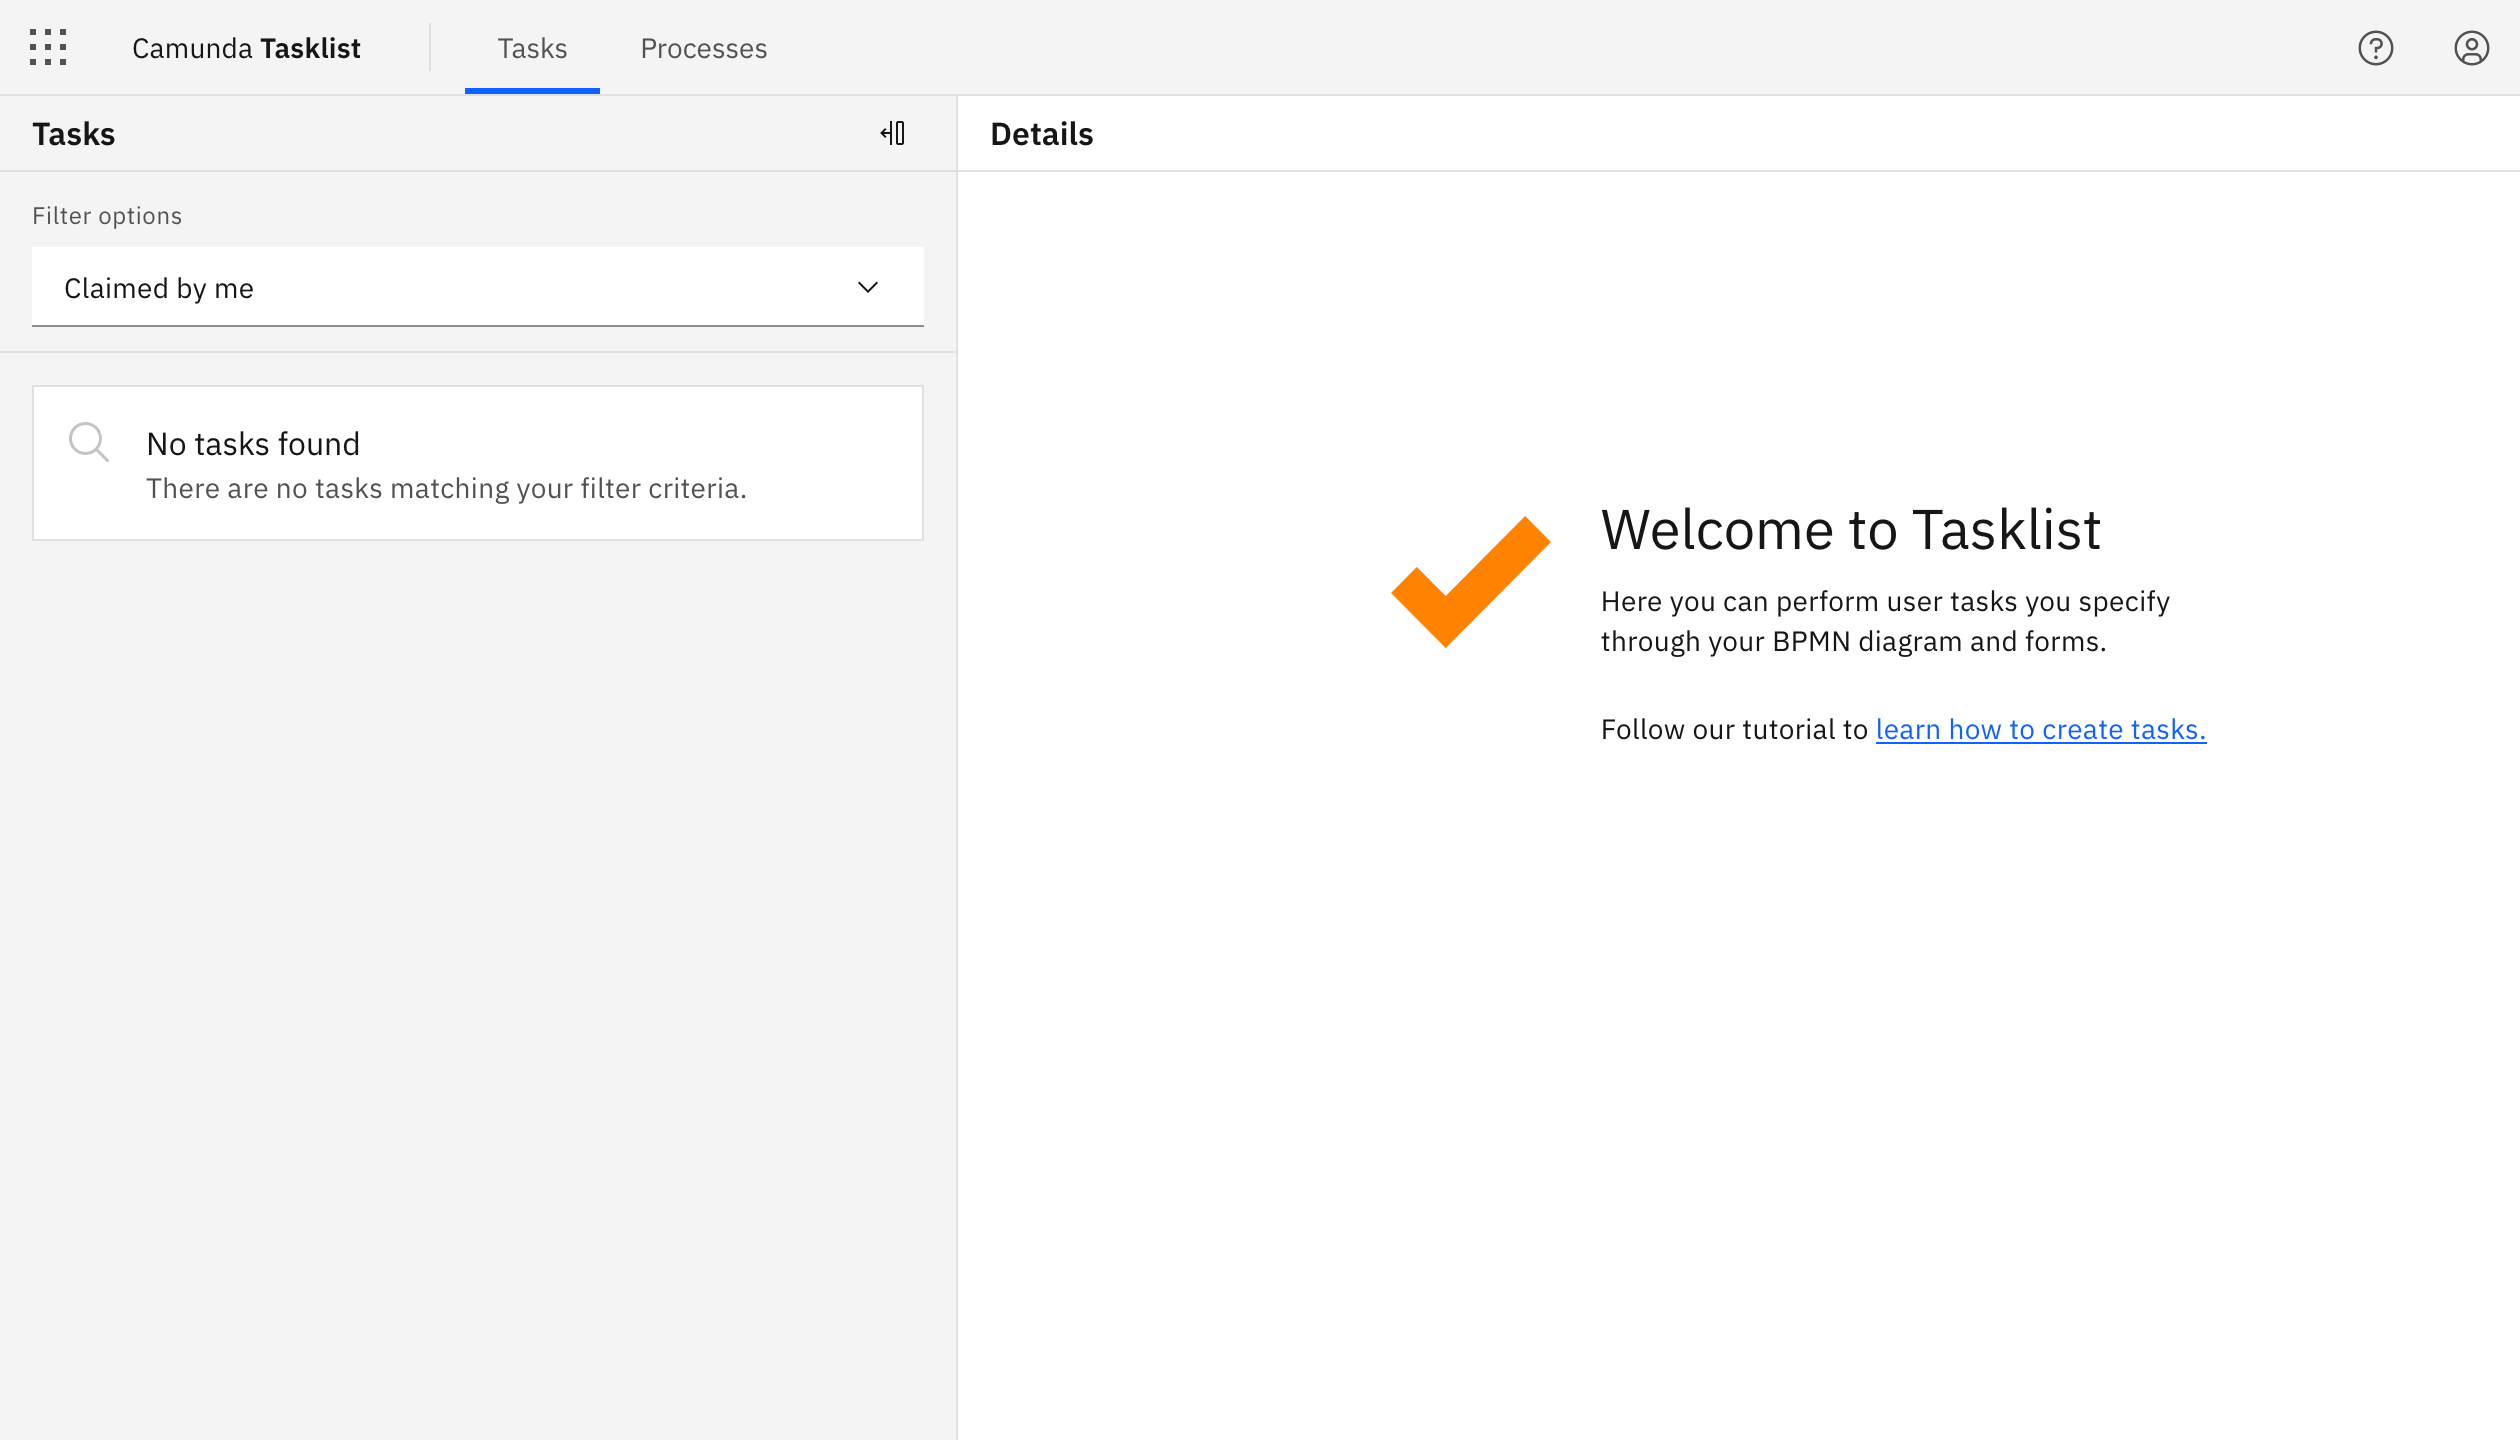 Camunda Tasklist
Tasks
Processes
Tasks
Details
Filter options
Claimed by me
No tasks found
There are no tasks matching your filter criteria.
Welcome to Tasklist
Here you can perform user tasks you specify
through your BPMN diagram and forms.
Follow our tutorial to learn how to create tasks.